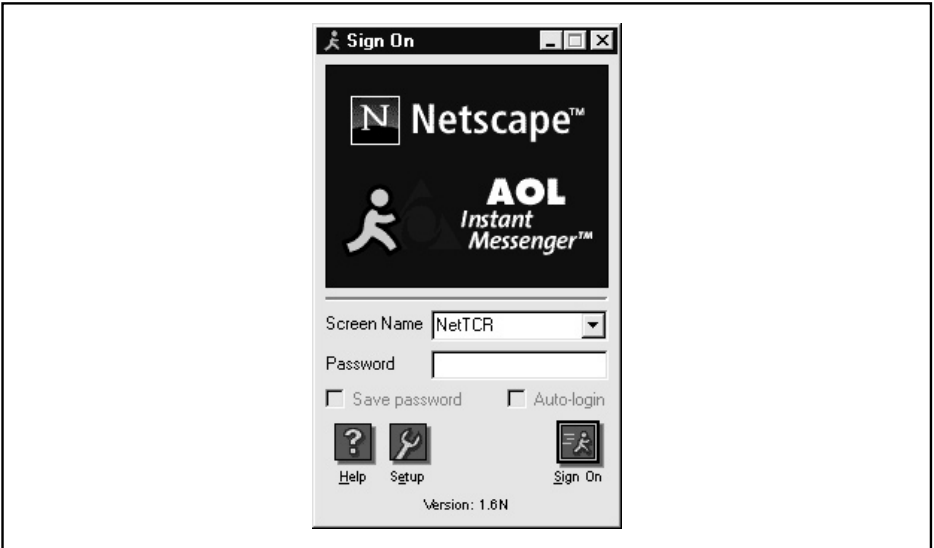 Sign On
N Netscape™
AOL
Instant
Messenger™
Screen Name NetTCR
Password
Save password Auto-login
Help Setup Sign On
Version: 1.6N